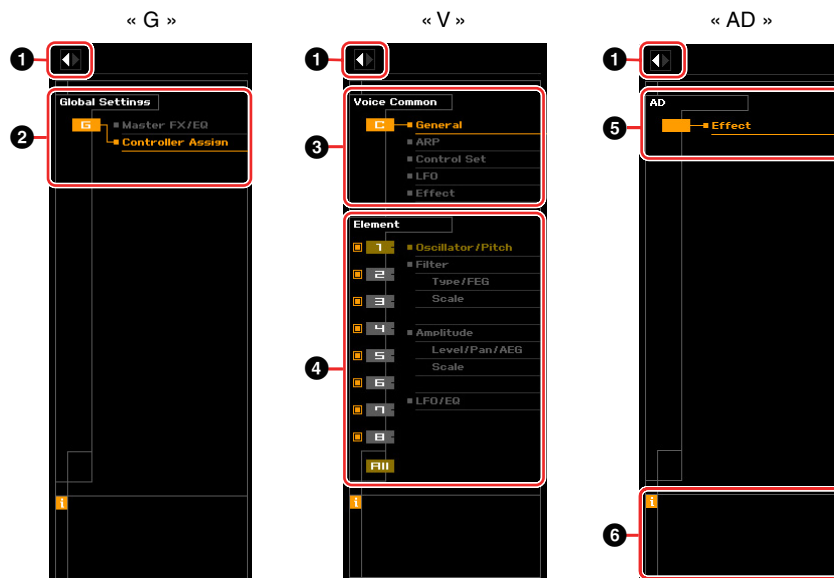 « G »
1
Global Settings
2
G
Master FX/EQ
Controller Assign
i
« V »
1
Voice Common
3
C
General
ARP
Control Set
LFO
Effect
Element
4
1
Oscillator/Pitch
2
Filter
Type/FEG
3
Scale
4
Amplitude
5
Level/Pan/AEG
Scale
6
7
LFO/EQ
8
All
i
« AD »
1
AD
5
Effect
i
6